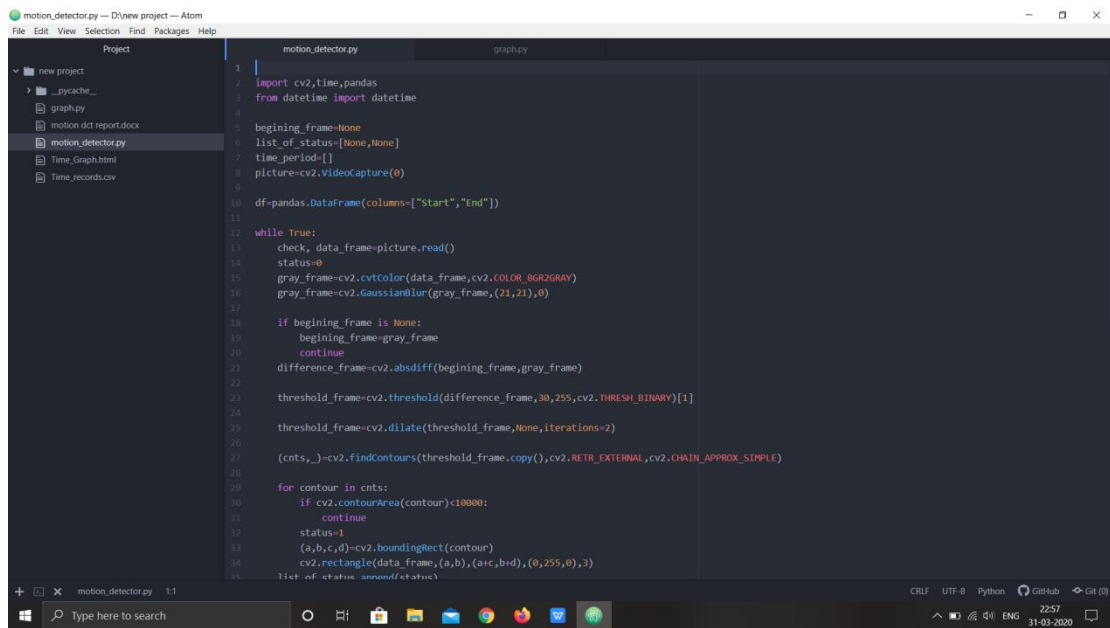 motion_detector.py — D:\new project — Atom
File Edit View Selection Find Packages Help
Project
new project
__pycache__
graph.py
motion dct report.docx
motion_detector.py
Time_Graph.html
Time_records.csv
motion_detector.py graph.py
1
2 import cv2,time,pandas
3 from datetime import datetime
4
5 begining_frame=None
6 list_of_status=[None,None]
7 time_period=[]
8 picture=cv2.VideoCapture(0)
9
10 df=pandas.DataFrame(columns=["Start","End"])
11
12 while True:
13 check, data_frame=picture.read()
14 status=0
15 gray_frame=cv2.cvtColor(data_frame,cv2.COLOR_BGR2GRAY)
16 gray_frame=cv2.GaussianBlur(gray_frame,(21,21),0)
17
18 if begining_frame is None:
19 begining_frame=gray_frame
20 continue
21 difference_frame=cv2.absdiff(begining_frame,gray_frame)
22
23 threshold_frame=cv2.threshold(difference_frame,30,255,cv2.THRESH_BINARY)[1]
24
25 threshold_frame=cv2.dilate(threshold_frame,None,iterations=2)
26
27 (cnts,_)=cv2.findContours(threshold_frame.copy(),cv2.RETR_EXTERNAL,cv2.CHAIN_APPROX_SIMPLE)
28
29 for contour in cnts:
30 if cv2.contourArea(contour)<10000:
31 continue
32 status=1
33 (a,b,c,d)=cv2.boundingRect(contour)
34 cv2.rectangle(data_frame,(a,b),(a+c,b+d),(0,255,0),3)
35 list_of_status.append(status)
motion_detector.py 1:1
CRLF UTF-8 Python GitHub Git (0)
Type here to search
W
ENG
22:57
31-03-2020